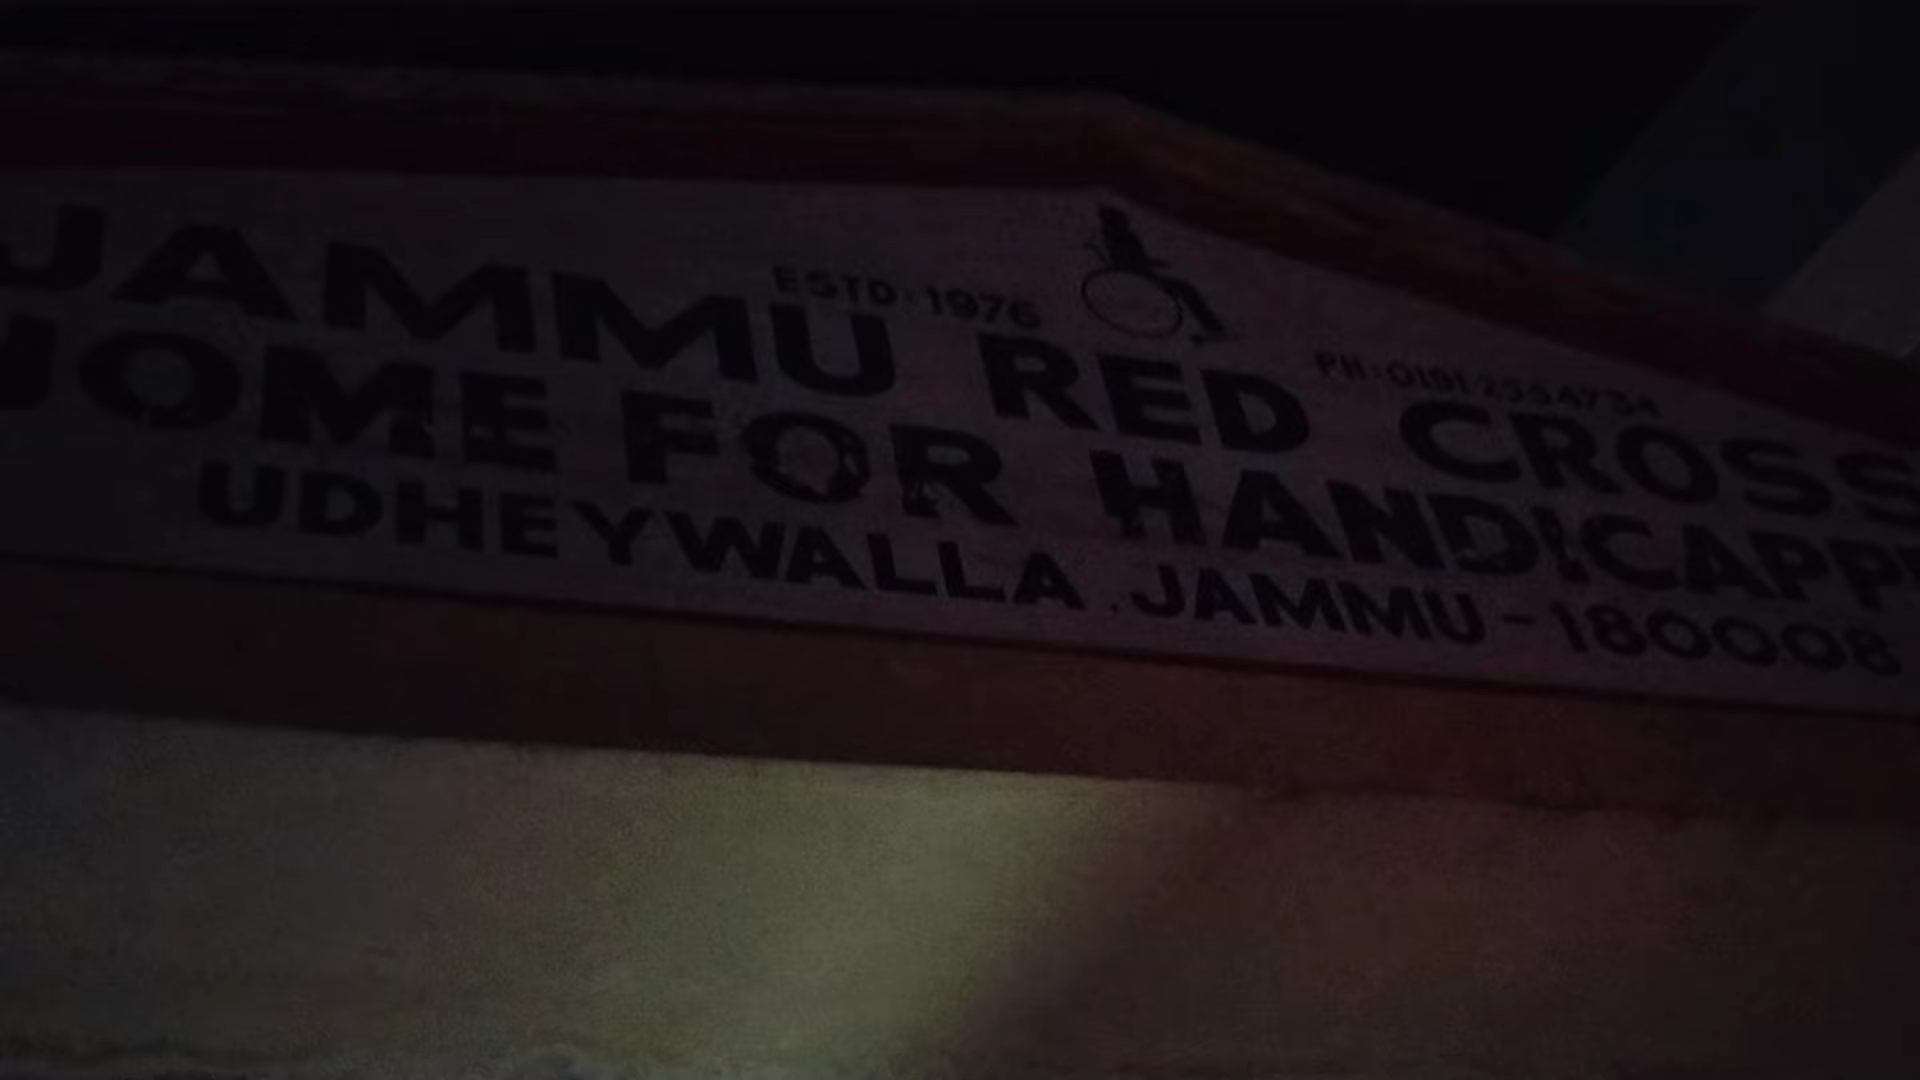 ESTD: 1976
PH: 0191-2554734
JAMMU RED CROSS
HOME FOR HANDICAPP
UDHEYWALLA, JAMMU - 180008